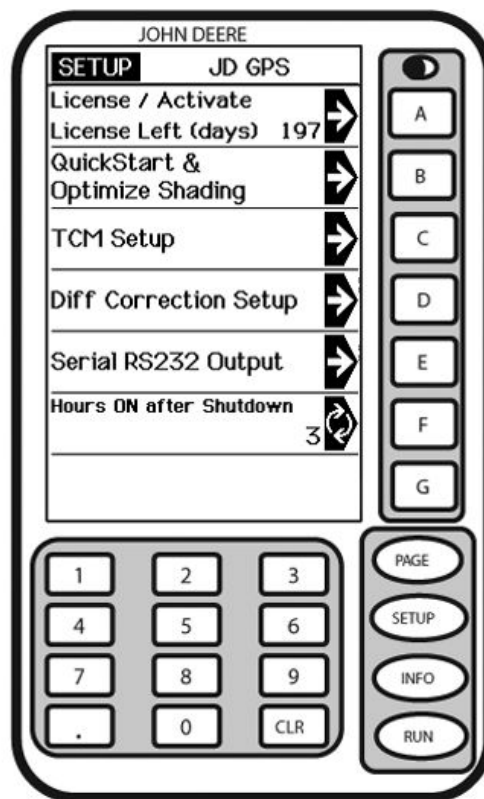 JOHN DEERE
SETUP JD GPS
License / Activate
License Left (days) 197
QuickStart &
Optimize Shading
TCM Setup
Diff Correction Setup
Serial RS232 Output
Hours ON after Shutdown
3
A
B
C
D
E
F
G
PAGE
SETUP
INFO
RUN
1 2 3
4 5 6
7 8 9
. 0 CLR